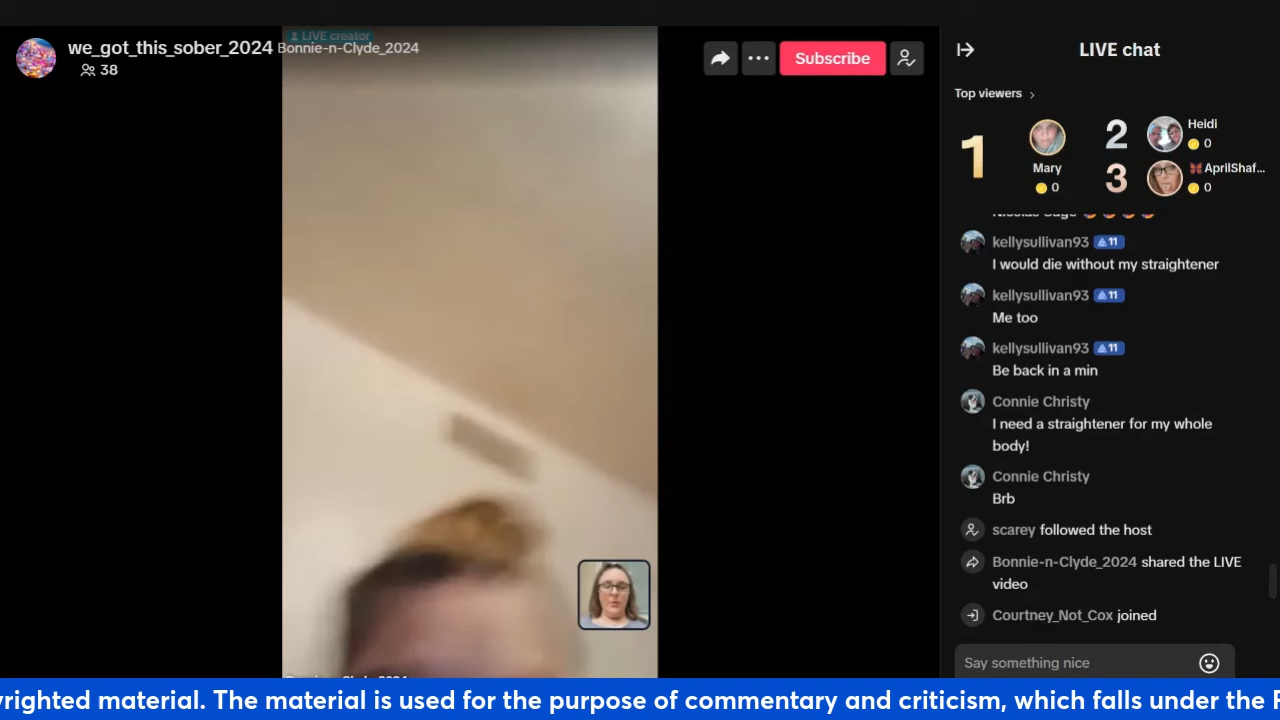 LIVE creator
we_got_this_sober_2024 Bonnie-n-Clyde_2024
38
Subscribe
LIVE chat
Top viewers
1
Mary
0
2
Heidi
0
3
AprilShaf...
0
kellysullivan93 11
I would die without my straightener
kellysullivan93 11
Me too
kellysullivan93 11
Be back in a min
Connie Christy
I need a straightener for my whole
body!
Connie Christy
Brb
scarey followed the host
Bonnie-n-Clyde_2024 shared the LIVE
video
Courtney_Not_Cox joined
Say something nice
yrighted material. The material is used for the purpose of commentary and criticism, which falls under the